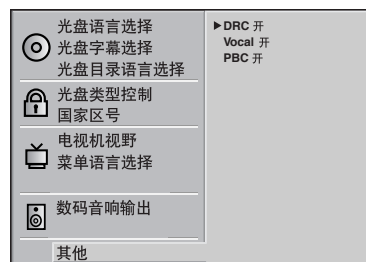 光盘语言选择
光盘字幕选择
光盘目录语言选择
光盘类型控制
国家区号
电视机视野
菜单语言选择
数码音响输出
其他
DRC 开
Vocal 开
PBC 开